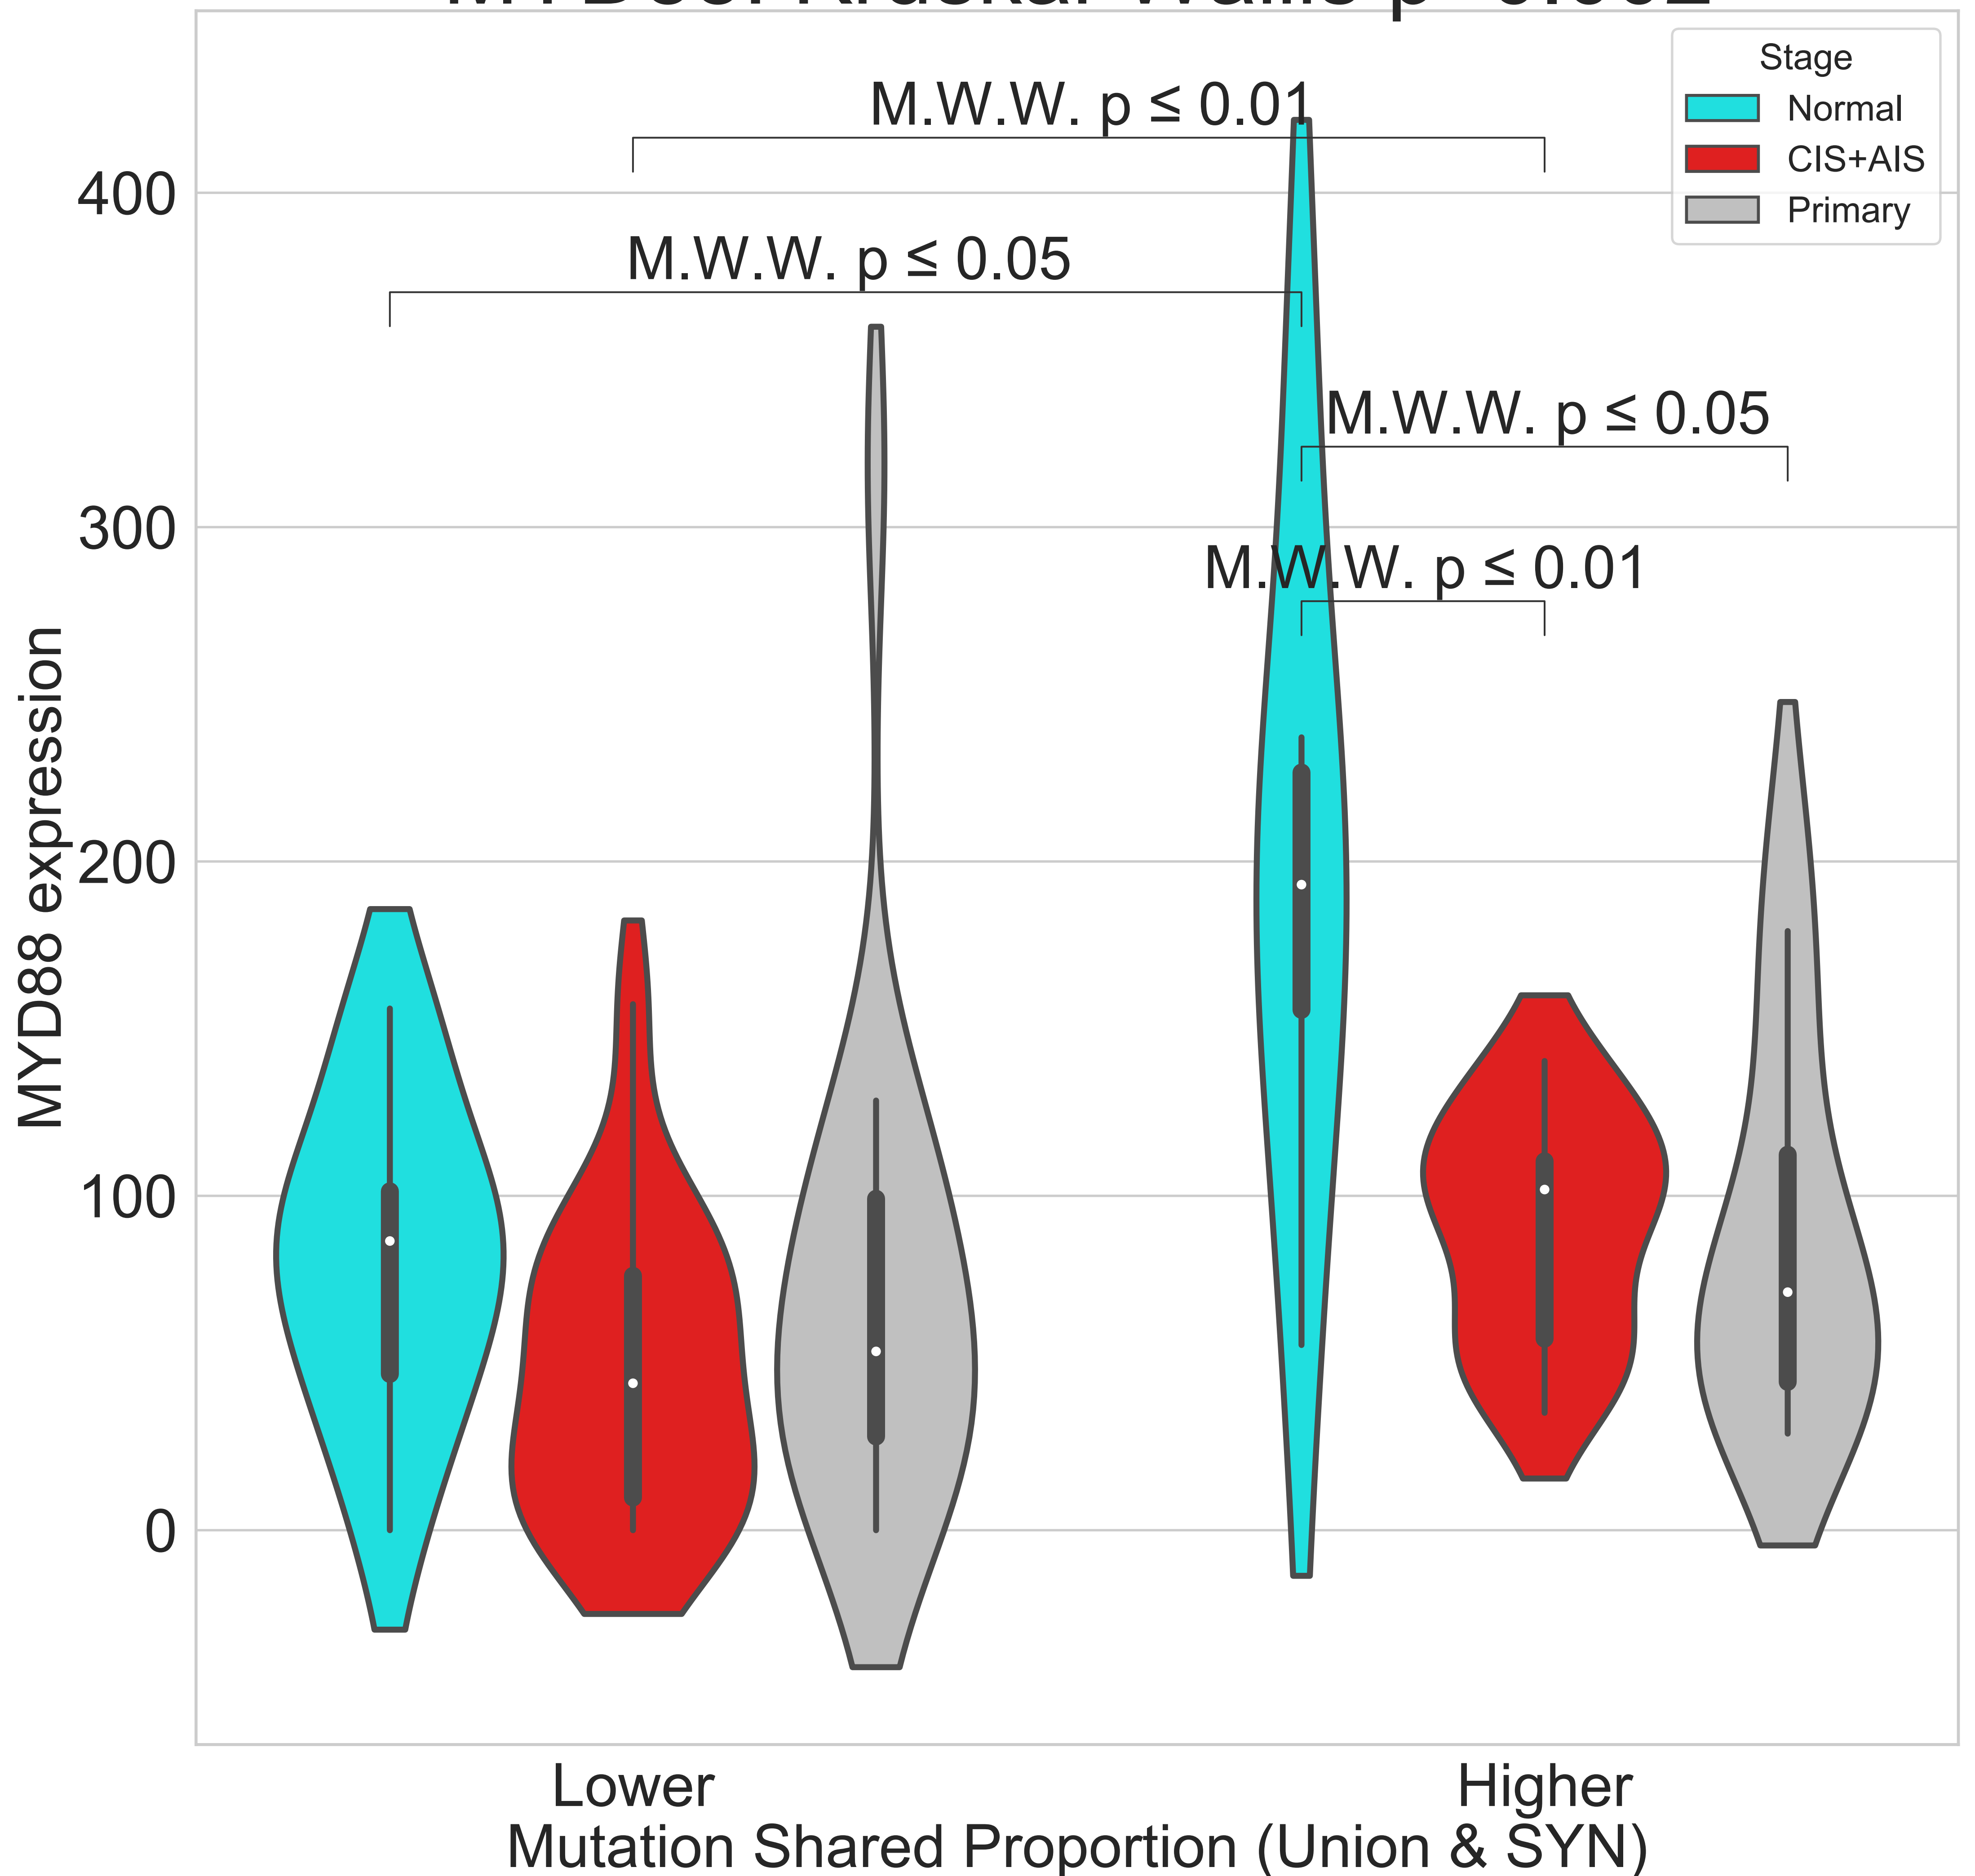 Stage
Normal
CIS+AIS
Primary
M.W.W. p ≤ 0.01
M.W.W. p ≤ 0.05
M.W.W. p ≤ 0.05
M.W.W. p ≤ 0.01
400
300
200
100
0
MYD88 expression
Lower
Higher
Mutation Shared Proportion (Union & SYN)